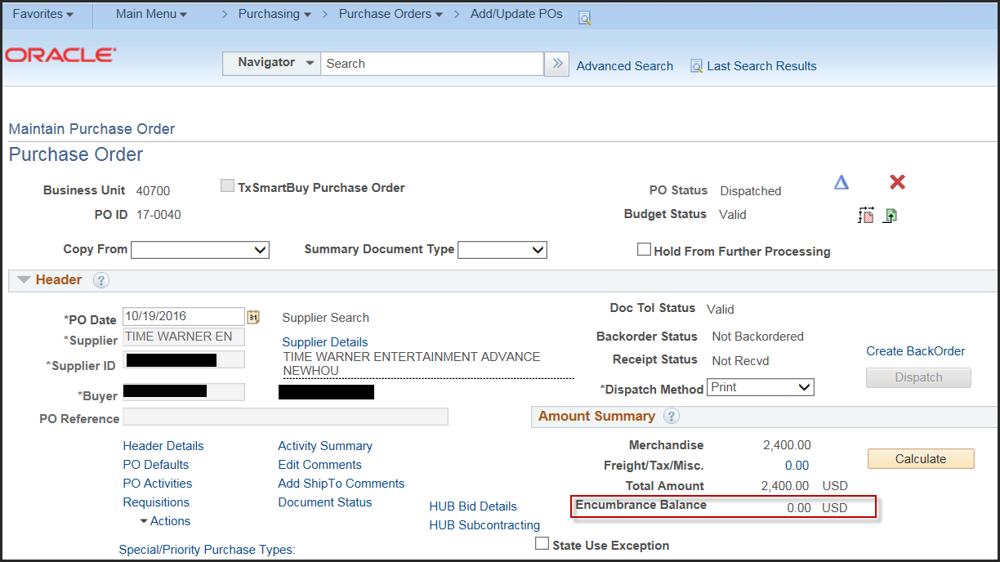 Favorites Main Menu > Purchasing > Purchase Orders > Add/Update POs
ORACLE
Navigator Search Advanced Search Last Search Results
Maintain Purchase Order
Purchase Order
Business Unit 40700 TxSmartBuy Purchase Order PO Status Dispatched
PO ID 17-0040 Budget Status Valid
Copy From Summary Document Type Hold From Further Processing
Header ?
*PO Date 10/19/2016 31 Supplier Search
*Supplier TIME WARNER EN Supplier Details
*Supplier ID TIME WARNER ENTERTAINMENT ADVANCE
NEWHOU
*Buyer
PO Reference
Doc Tol Status Valid
Backorder Status Not Backordered
Receipt Status Not Recvd
Create BackOrder
*Dispatch Method Print Dispatch
Header Details Activity Summary
PO Defaults Edit Comments
PO Activities Add ShipTo Comments
Requisitions Document Status HUB Bid Details
Actions HUB Subcontracting
Special/Priority Purchase Types:
Amount Summary ?
Merchandise 2,400.00 Calculate
Freight/Tax/Misc. 0.00
Total Amount 2,400.00 USD
Encumbrance Balance 0.00 USD
State Use Exception